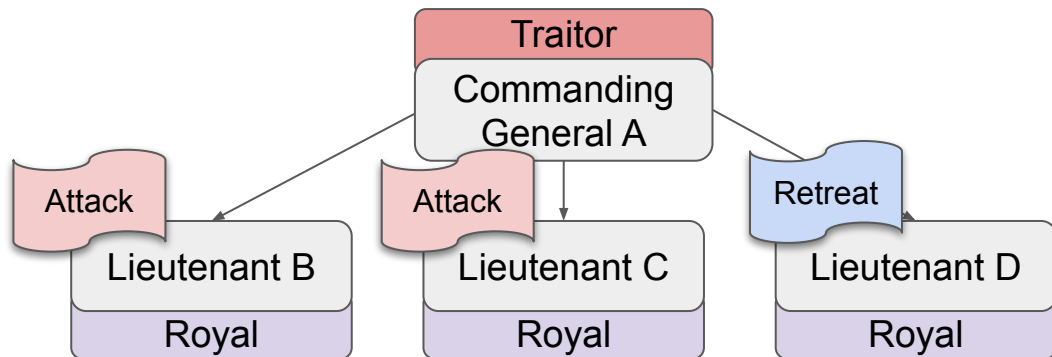 Traitor
Commanding
General A
Attack
Attack
Retreat
Lieutenant B
Lieutenant C
Lieutenant D
Royal
Royal
Royal